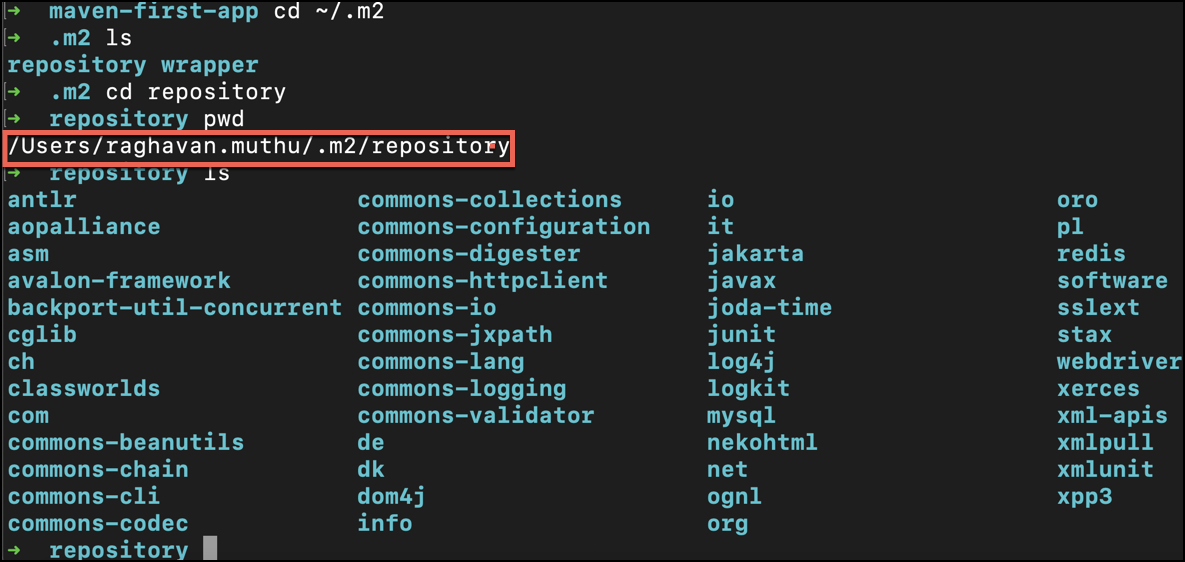 → maven-first-app cd ~/.m2
→ .m2 ls
repository wrapper
→ .m2 cd repository
→ repository pwd
/Users/raghavan.muthu/.m2/repository
→ repository ls
antlr commons-collections io oro
aopalliance commons-configuration it pl
asm commons-digester jakarta redis
avalon-framework commons-httpclient javax software
backport-util-concurrent commons-io joda-time sslext
cglib commons-jxpath junit stax
ch commons-lang log4j webdriver
classworlds commons-logging logkit xerces
com commons-validator mysql xml-apis
commons-beanutils de nekohtml xmlpull
commons-chain dk net xmlunit
commons-cli dom4j ognl xpp3
commons-codec info org
→ repository